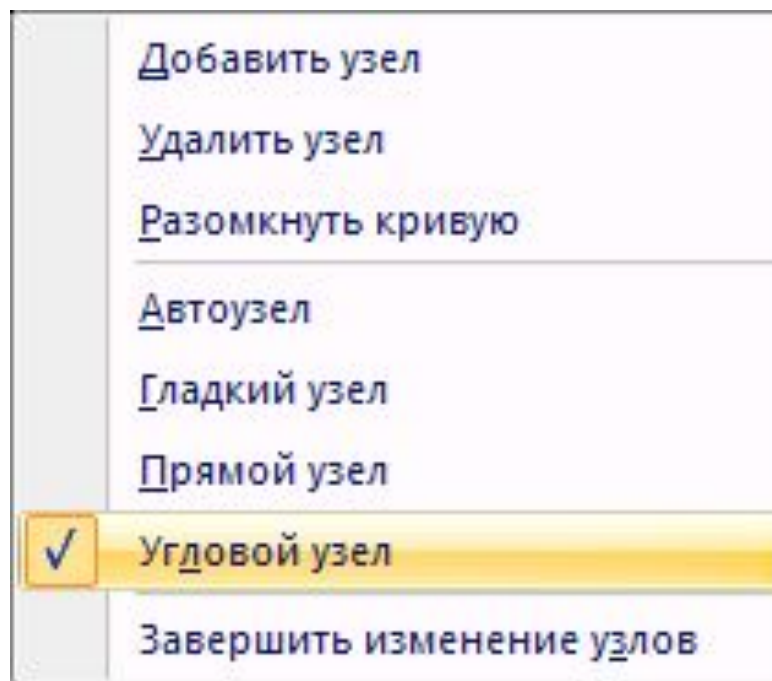 Добавить узел
Удалить узел
Разомкнуть кривую
Автоузел
Гладкий узел
Прямой узел
Угловой узел
Завершить изменение узлов